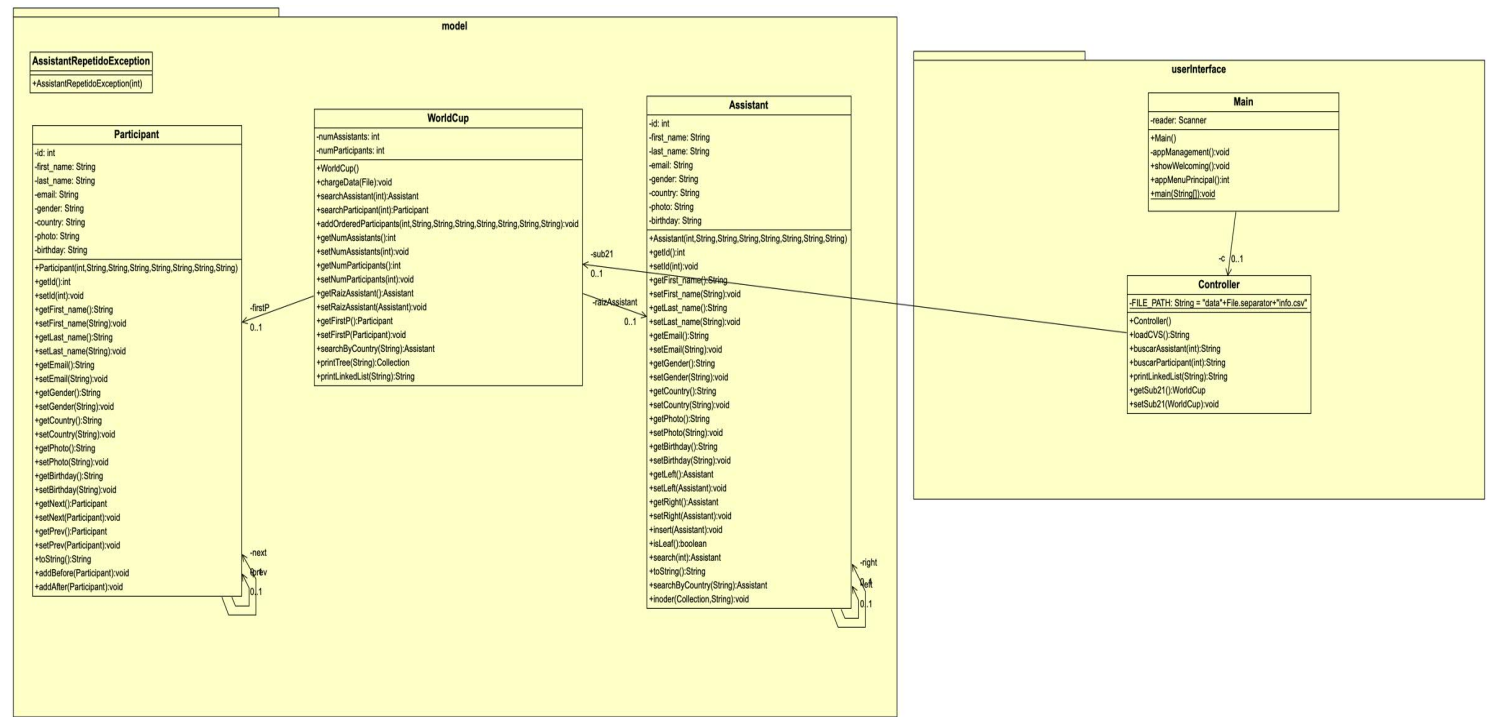 model
AssistantRepetidoException
+AssistantRepetidoException(int)
Participant
-id: int
-first_name: String
-last_name: String
-email: String
-gender: String
-country: String
-photo: String
-birthday: String
+Participant(int,String,String,String,String,String,String,String)
+getId():int
+setId(int):void
+getFirst_name():String
+setFirst_name(String):void
+getLast_name():String
+setLast_name(String):void
+getEmail():String
+setEmail(String):void
+getGender():String
+setGender(String):void
+getCountry():String
+setCountry(String):void
+getPhoto():String
+setPhoto(String):void
+getBirthday():String
+setBirthday(String):void
+getNext():Participant
+setNext(Participant):void
+getPrev():Participant
+setPrev(Participant):void
+toString():String
+addBefore(Participant):void
+addAfter(Participant):void
-next
0..1
-firstP
0..1
WorldCup
-numAssistants: int
-numParticipants: int
+WorldCup()
+chargeData(File):void
+searchAssistant(int):Assistant
+searchParticipant(int):Participant
+addOrderedParticipants(int,String,String,String,String,String,String,String):void
+getNumAssistants():int
+setNumAssistants(int):void
+getNumParticipants():int
+setNumParticipants(int):void
+getRaizAssistant():Assistant
+setRaizAssistant(Assistant):void
+getFirstP():Participant
+setFirstP(Participant):void
+searchByCountry(String):Assistant
+printTree(String):Collection
+printLinkedList(String):String
-sub21
0..1
-raizAssistant
0..1
Assistant
-id: int
-first_name: String
-last_name: String
-email: String
-gender: String
-country: String
-photo: String
-birthday: String
+Assistant(int,String,String,String,String,String,String,String)
+getId():int
+setId(int):void
+getFirst_name():String
+setFirst_name(String):void
+getLast_name():String
+setLast_name(String):void
+getEmail():String
+setEmail(String):void
+getGender():String
+setGender(String):void
+getCountry():String
+setCountry(String):void
+getPhoto():String
+setPhoto(String):void
+getBirthday():String
+setBirthday(String):void
+getLeft():Assistant
+setLeft(Assistant):void
+getRight():Assistant
+setRight(Assistant):void
+insert(Assistant):void
+isLeaf():boolean
+search(int):Assistant
+toString():String
+searchByCountry(String):Assistant
+inoder(Collection,String):void
-right
0..1
userInterface
Main
-reader: Scanner
+Main()
-appManagement():void
+showWelcoming():void
+appMenuPrincipal():int
+main(String[]):void
-c
0..1
Controller
-FILE_PATH: String = "data"+File.separator+"info.csv"
+Controller()
+loadCVS():String
+buscarAssistant(int):String
+buscarParticipant(int):String
+printLinkedList(String):String
+getSub21():WorldCup
+setSub21(WorldCup):void